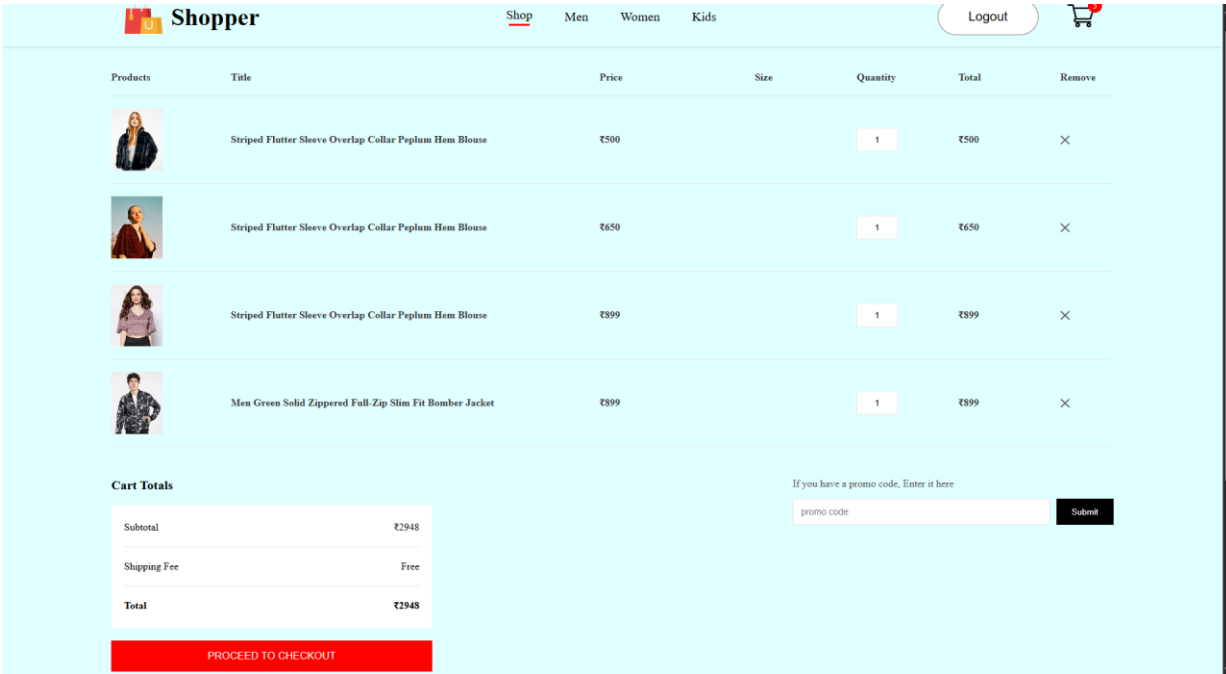 Shopper Shop Men Women Kids Logout
Products Title Price Size Quantity Total Remove
Striped Flutter Sleeve Overlap Collar Peplum Hem Blouse ₹500 1 ₹500
Striped Flutter Sleeve Overlap Collar Peplum Hem Blouse ₹650 1 ₹650
Striped Flutter Sleeve Overlap Collar Peplum Hem Blouse ₹899 1 ₹899
Men Green Solid Zippered Full-Zip Slim Fit Bomber Jacket ₹899 1 ₹899
Cart Totals
Subtotal ₹2948
Shipping Fee Free
Total ₹2948
PROCEED TO CHECKOUT
If you have a promo code, Enter it here
promo code Submit